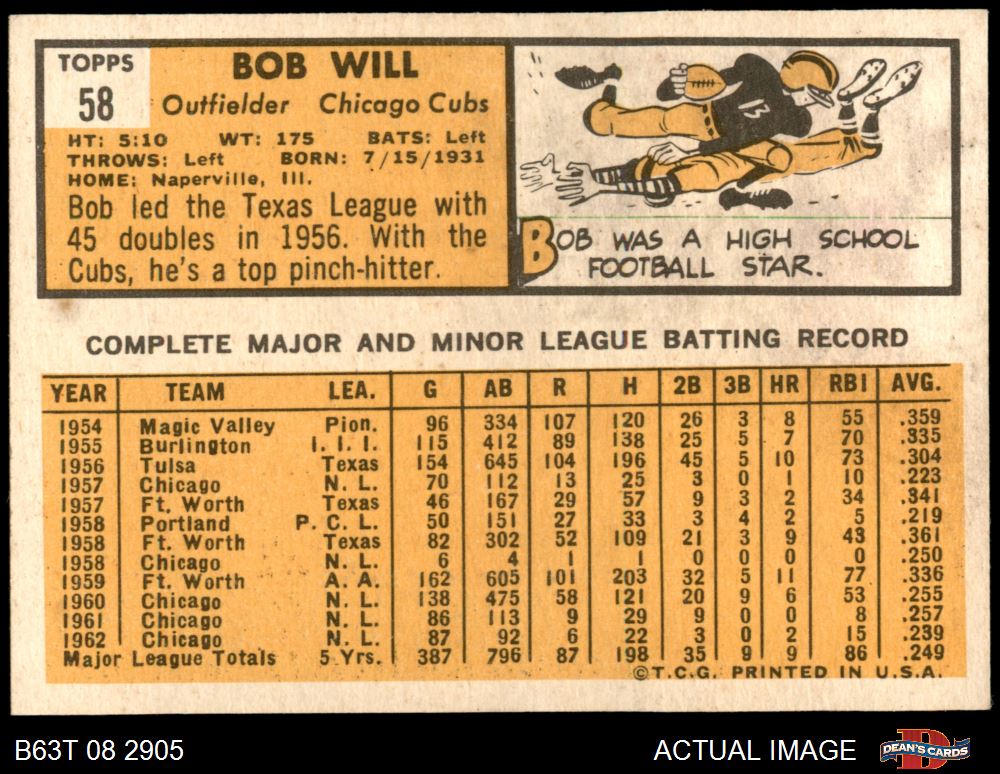 TOPPS
58
BOB WILL
Outfielder Chicago Cubs
HT: 5:10 WT: 175 BATS: Left
THROWS: Left BORN: 7/15/1931
HOME: Naperville, Ill.
Bob led the Texas League with
45 doubles in 1956. With the
Cubs, he's a top pinch-hitter.
13
BOB WAS A HIGH SCHOOL
FOOTBALL STAR.
COMPLETE MAJOR AND MINOR LEAGUE BATTING RECORD
YEAR TEAM LEA. G AB R H 2B 3B HR RBI AVG.
1954 Magic Valley Pion. 96 334 107 120 26 3 8 55 .359
1955 Burlington I. I. I. 115 412 89 138 25 5 7 70 .335
1956 Tulsa Texas 154 645 104 196 45 5 10 73 .304
1957 Chicago N. L. 70 112 13 25 3 0 1 10 .223
1957 Ft. Worth Texas 46 167 29 57 9 3 2 34 .341
1958 Portland P. C. L. 50 151 27 33 3 4 2 5 .219
1958 Ft. Worth Texas 82 302 52 109 21 3 9 43 .361
1958 Chicago N. L. 6 4 1 1 0 0 0 0 .250
1959 Ft. Worth A. A. 162 605 101 203 32 5 11 77 .336
1960 Chicago N. L. 138 475 58 121 20 9 6 53 .255
1961 Chicago N. L. 86 113 9 29 9 0 0 8 .257
1962 Chicago N. L. 87 92 6 22 3 0 2 15 .239
Major League Totals 5 Yrs. 387 796 87 198 35 9 9 86 .249
©T.C.G. PRINTED IN U.S.A.
B63T 08 2905
ACTUAL IMAGE
DEAN'S CARDS